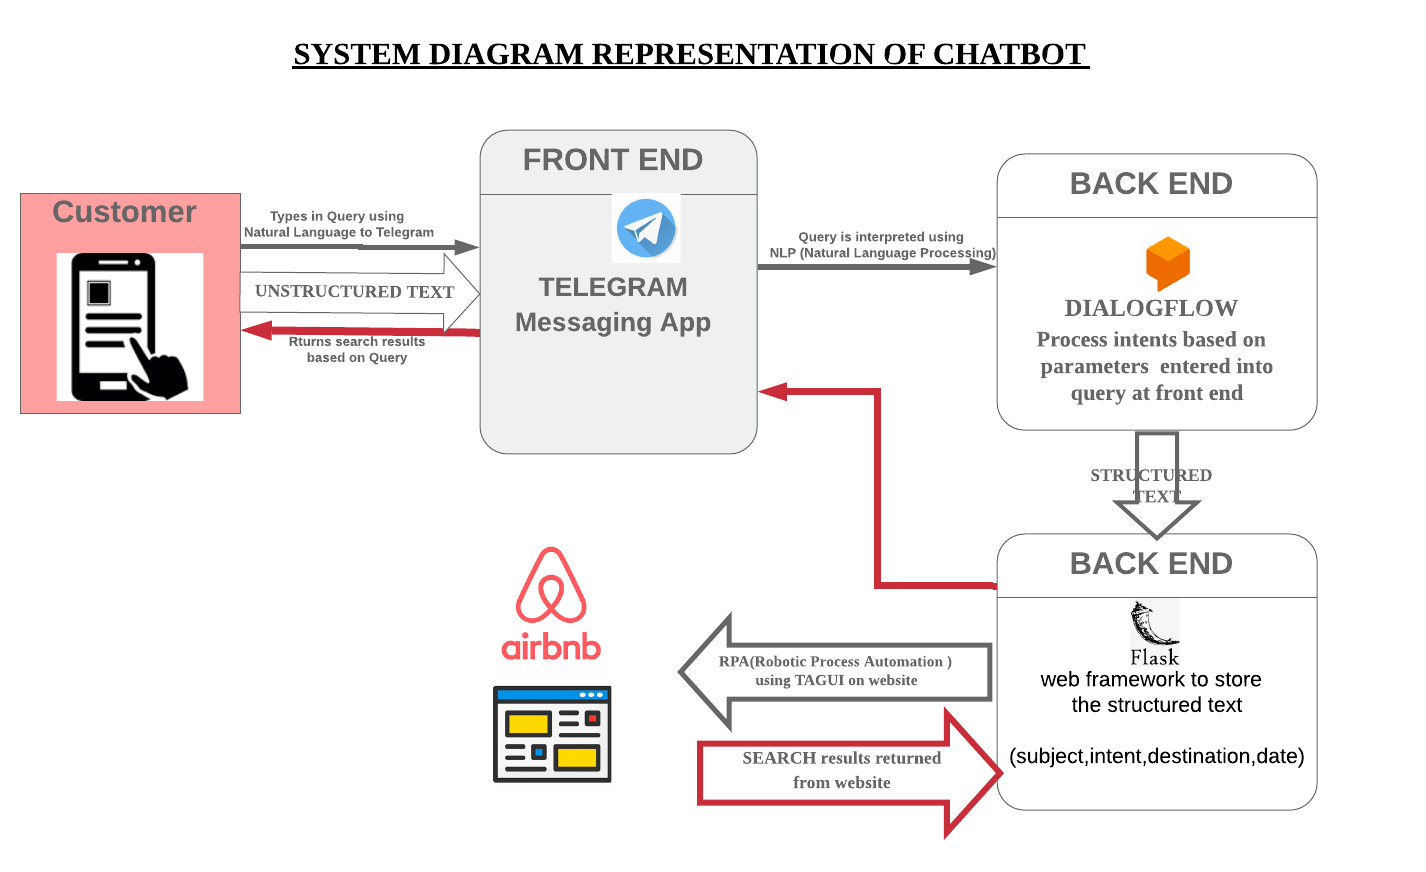 SYSTEM DIAGRAM REPRESENTATION OF CHATBOT
Customer
Types in Query using
Natural Language to Telegram
UNSTRUCTURED TEXT
Rturns search results
based on Query
FRONT END
TELEGRAM
Messaging App
Query is interpreted using
NLP (Natural Language Processing)
BACK END
DIALOGFLOW
Process intents based on
parameters entered into
query at front end
STRUCTURED
TEXT
BACK END
Flask
web framework to store
the structured text
(subject,intent,destination,date)
airbnb
RPA(Robotic Process Automation )
using TAGUI on website
SEARCH results returned
from website